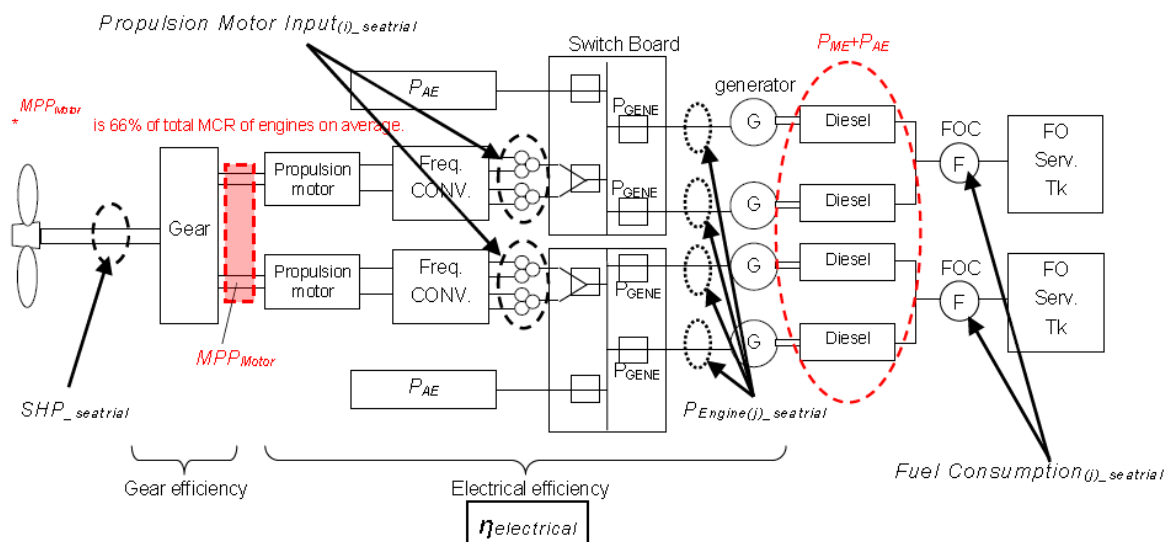 Propulsion Motor Input(i)_seatrial
Switch Board
PME+PAE
generator
MPPMotor
* is 66% of total MCR of engines on average.
PAE
PGENE
G
Diesel
FOC
F
FO
Serv.
Tk
Gear
Propulsion
motor
Freq.
CONV.
PGENE
G
Diesel
Propulsion
motor
Freq.
CONV.
PGENE
G
Diesel
FOC
F
FO
Serv.
Tk
G
Diesel
MPPMotor
PAE
PGENE
SHP_seatrial
PEngine(j)_seatrial
Fuel Consumption(j)_seatrial
Gear efficiency
Electrical efficiency
ηelectrical